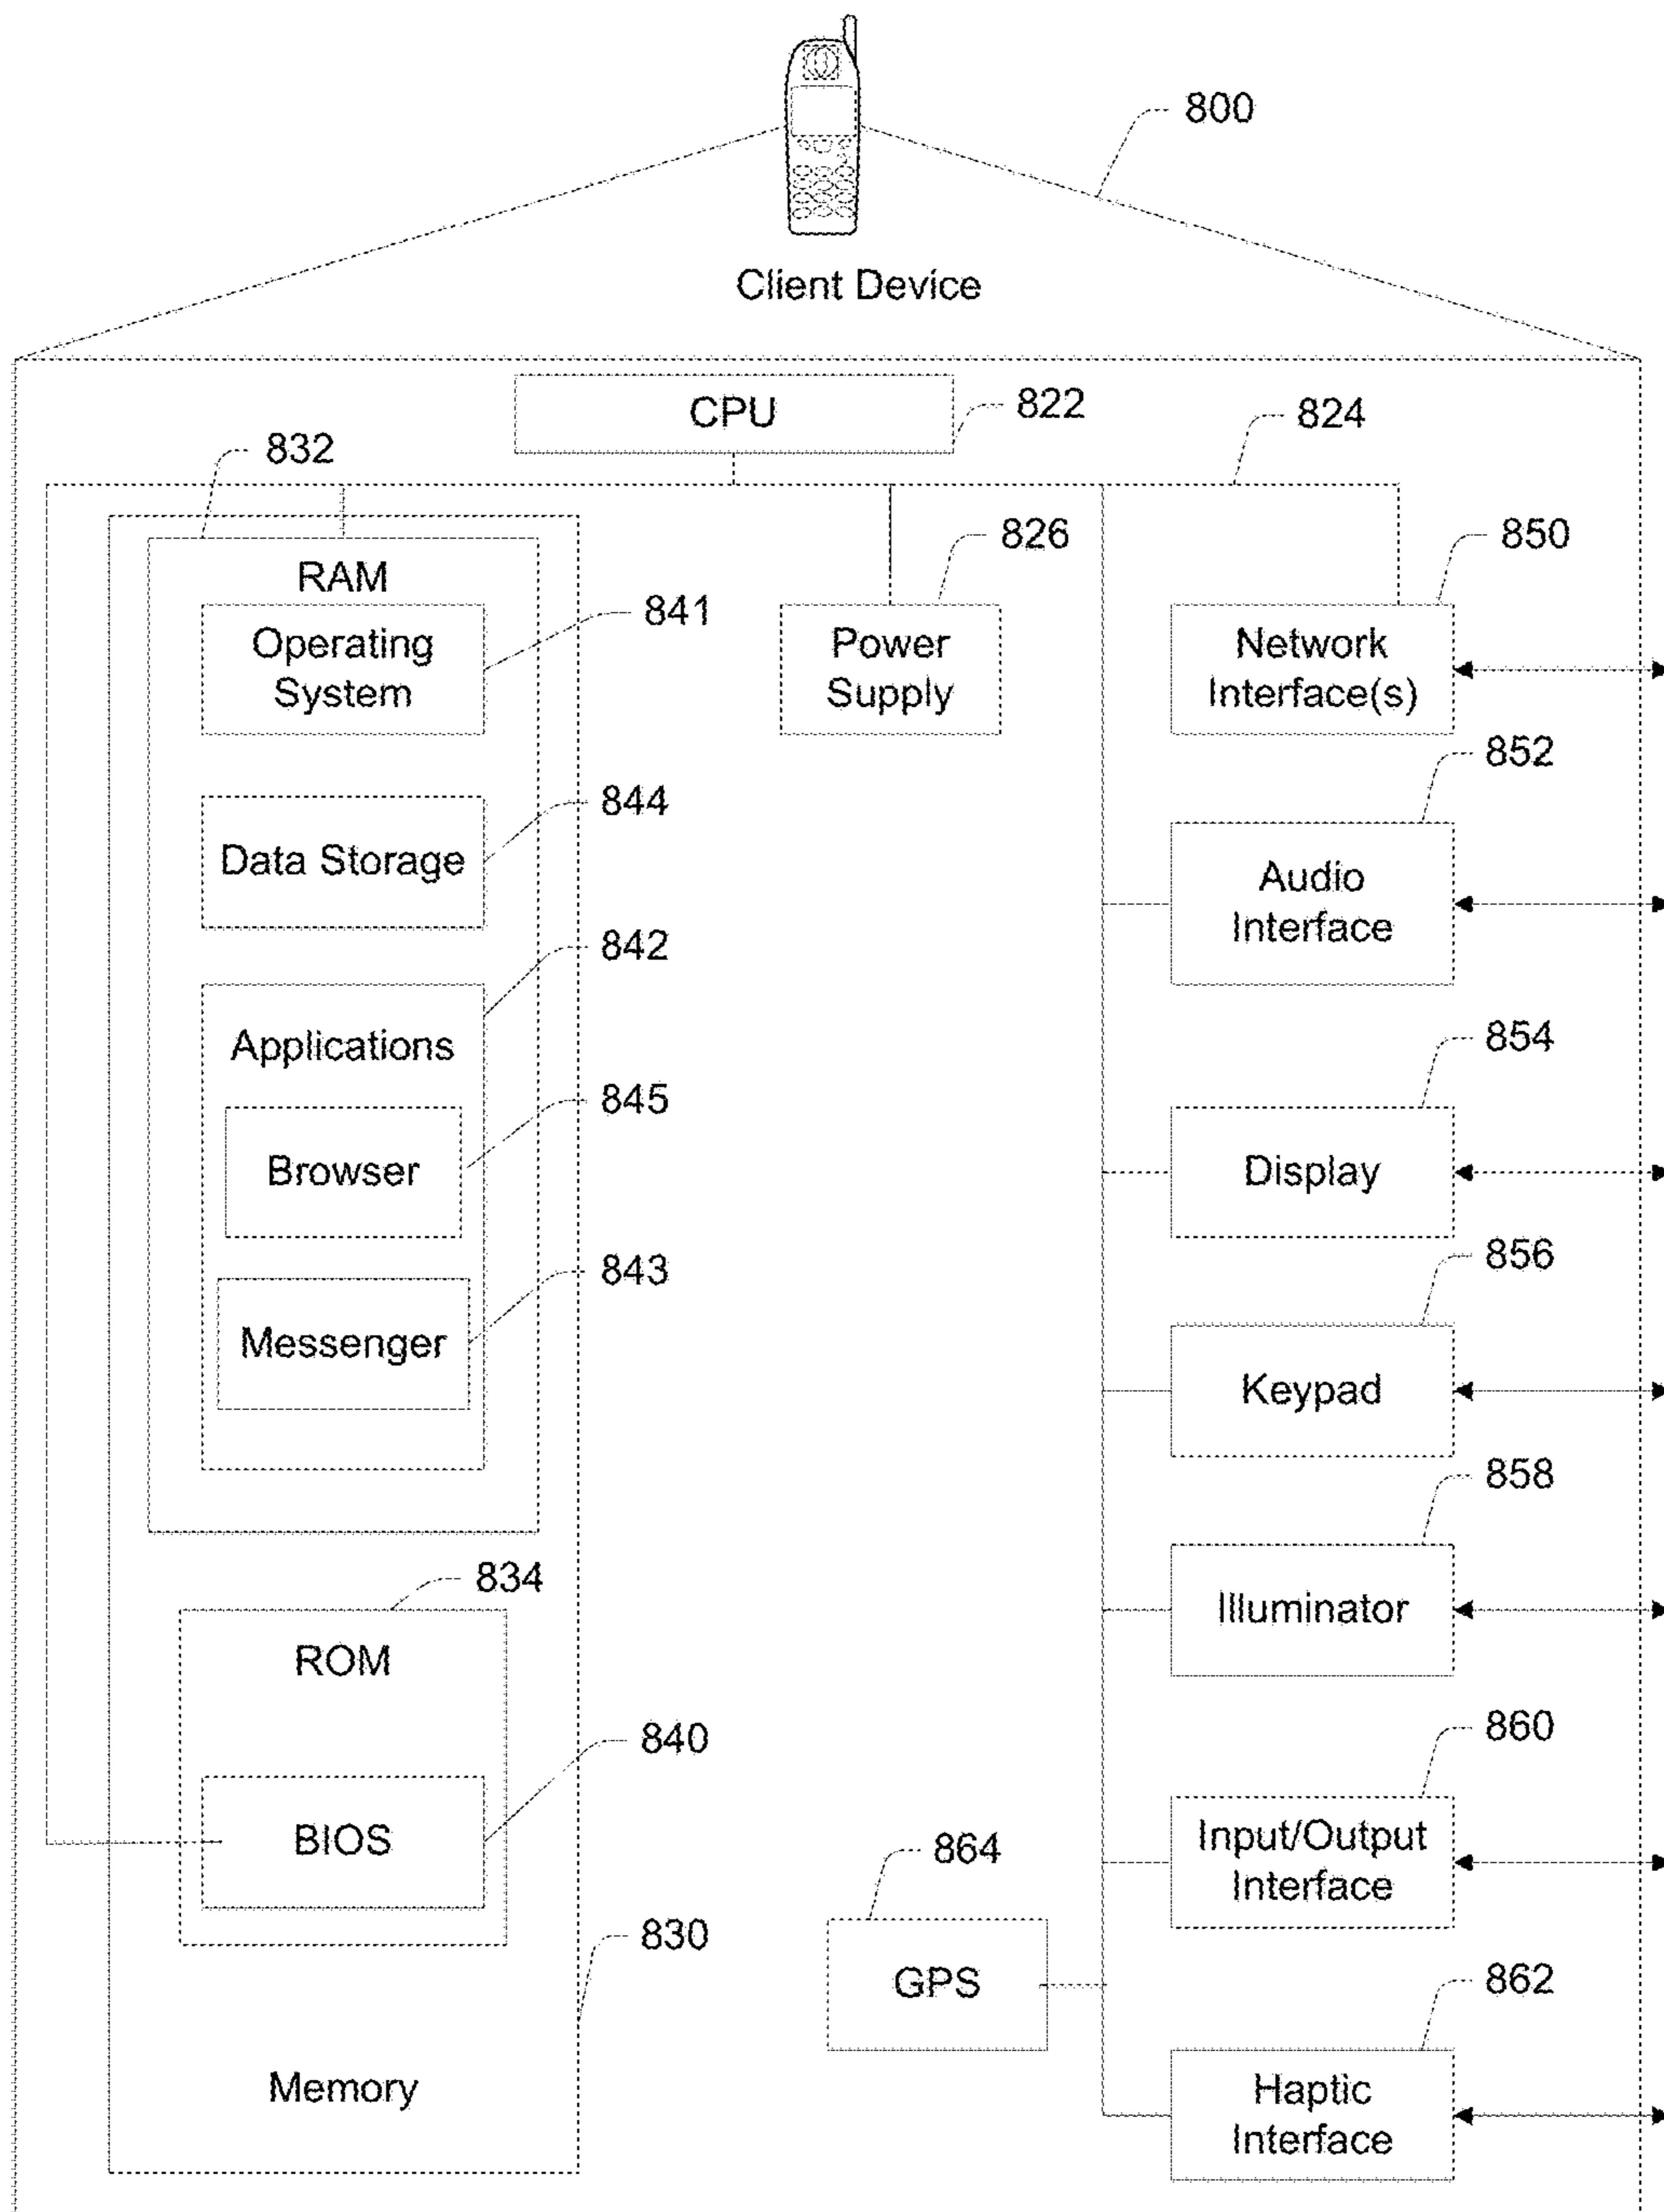 800
Client Device
CPU
822
824
832
RAM
Operating
System
841
Data Storage
844
Applications
842
Browser
845
Messenger
843
ROM
834
BIOS
840
830
Memory
Power
Supply
826
GPS
864
Network
Interface(s)
850
Audio
Interface
852
Display
854
Keypad
856
Illuminator
858
Input/Output
Interface
860
Haptic
Interface
862